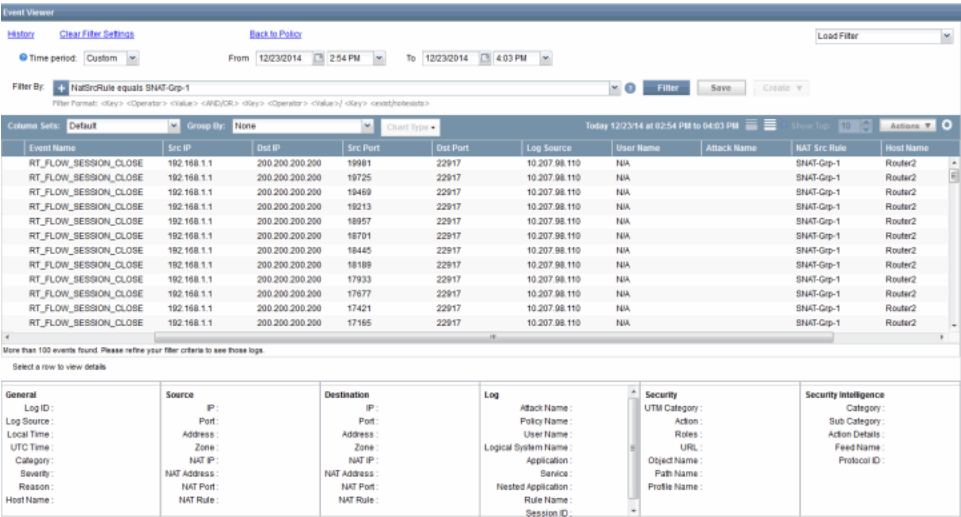 Event Viewer
History Clear Filter Settings Back to Policy Load Filter
Time period: Custom From 12/23/2014 2:54 PM To 12/23/2014 4:03 PM
Filter By: + NatSrcRule equals SNAT-Grp-1 Filter Save Create
Filter Format: <Key> <Operator> <Value> <AND/OR> <Key> <Operator> <Value>/ <Key> <exist/notexists>
Column Sets: Default Group By: None Chart Type Today 12/23/14 at 02:54 PM to 04:03 PM Show Top: 10 Actions
Event Name Src IP Dst IP Src Port Dst Port Log Source User Name Attack Name NAT Src Rule Host Name
RT_FLOW_SESSION_CLOSE 192.168.1.1 200.200.200.200 19981 22917 10.207.98.110 N/A SNAT-Grp-1 Router2
RT_FLOW_SESSION_CLOSE 192.168.1.1 200.200.200.200 19725 22917 10.207.98.110 N/A SNAT-Grp-1 Router2
RT_FLOW_SESSION_CLOSE 192.168.1.1 200.200.200.200 19469 22917 10.207.98.110 N/A SNAT-Grp-1 Router2
RT_FLOW_SESSION_CLOSE 192.168.1.1 200.200.200.200 19213 22917 10.207.98.110 N/A SNAT-Grp-1 Router2
RT_FLOW_SESSION_CLOSE 192.168.1.1 200.200.200.200 18957 22917 10.207.98.110 N/A SNAT-Grp-1 Router2
RT_FLOW_SESSION_CLOSE 192.168.1.1 200.200.200.200 18701 22917 10.207.98.110 N/A SNAT-Grp-1 Router2
RT_FLOW_SESSION_CLOSE 192.168.1.1 200.200.200.200 18445 22917 10.207.98.110 N/A SNAT-Grp-1 Router2
RT_FLOW_SESSION_CLOSE 192.168.1.1 200.200.200.200 18189 22917 10.207.98.110 N/A SNAT-Grp-1 Router2
RT_FLOW_SESSION_CLOSE 192.168.1.1 200.200.200.200 17933 22917 10.207.98.110 N/A SNAT-Grp-1 Router2
RT_FLOW_SESSION_CLOSE 192.168.1.1 200.200.200.200 17677 22917 10.207.98.110 N/A SNAT-Grp-1 Router2
RT_FLOW_SESSION_CLOSE 192.168.1.1 200.200.200.200 17421 22917 10.207.98.110 N/A SNAT-Grp-1 Router2
RT_FLOW_SESSION_CLOSE 192.168.1.1 200.200.200.200 17165 22917 10.207.98.110 N/A SNAT-Grp-1 Router2
More than 100 events found. Please refine your filter criteria to see those logs.
Select a row to view details
General
Log ID :
Log Source :
Local Time :
UTC Time :
Category :
Severity :
Reason :
Host Name :
Source
IP :
Port :
Address :
Zone :
NAT IP :
NAT Address :
NAT Port :
NAT Rule :
Destination
IP :
Port :
Address :
Zone :
NAT IP :
NAT Address :
NAT Port :
NAT Rule :
Log
Attack Name :
Policy Name :
User Name :
Logical System Name :
Application :
Service :
Nested Application :
Rule Name :
Session ID :
Security
UTM Category :
Action :
Roles :
URL :
Object Name :
Path Name :
Profile Name :
Security Intelligence
Category :
Sub Category :
Action Details :
Feed Name :
Protocol ID :